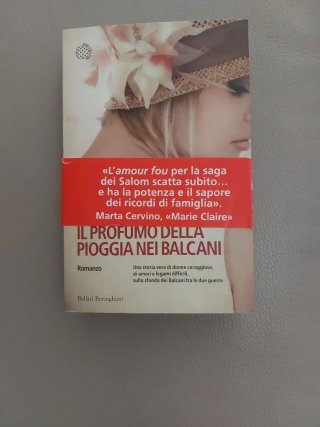 «L'amour fou per la saga
dei Salom scatta subito...
e ha la potenza e il sapore
dei ricordi di famiglia».
Marta Cervino, «Marie Claire»
IL PROFUMO DELLA
PIOGGIA NEI BALCANI
Romanzo
Una storia vera di donne coraggiose,
di amori e legami difficili,
sullo sfondo dei Balcani tra le due guerre
Bollati Boringhieri